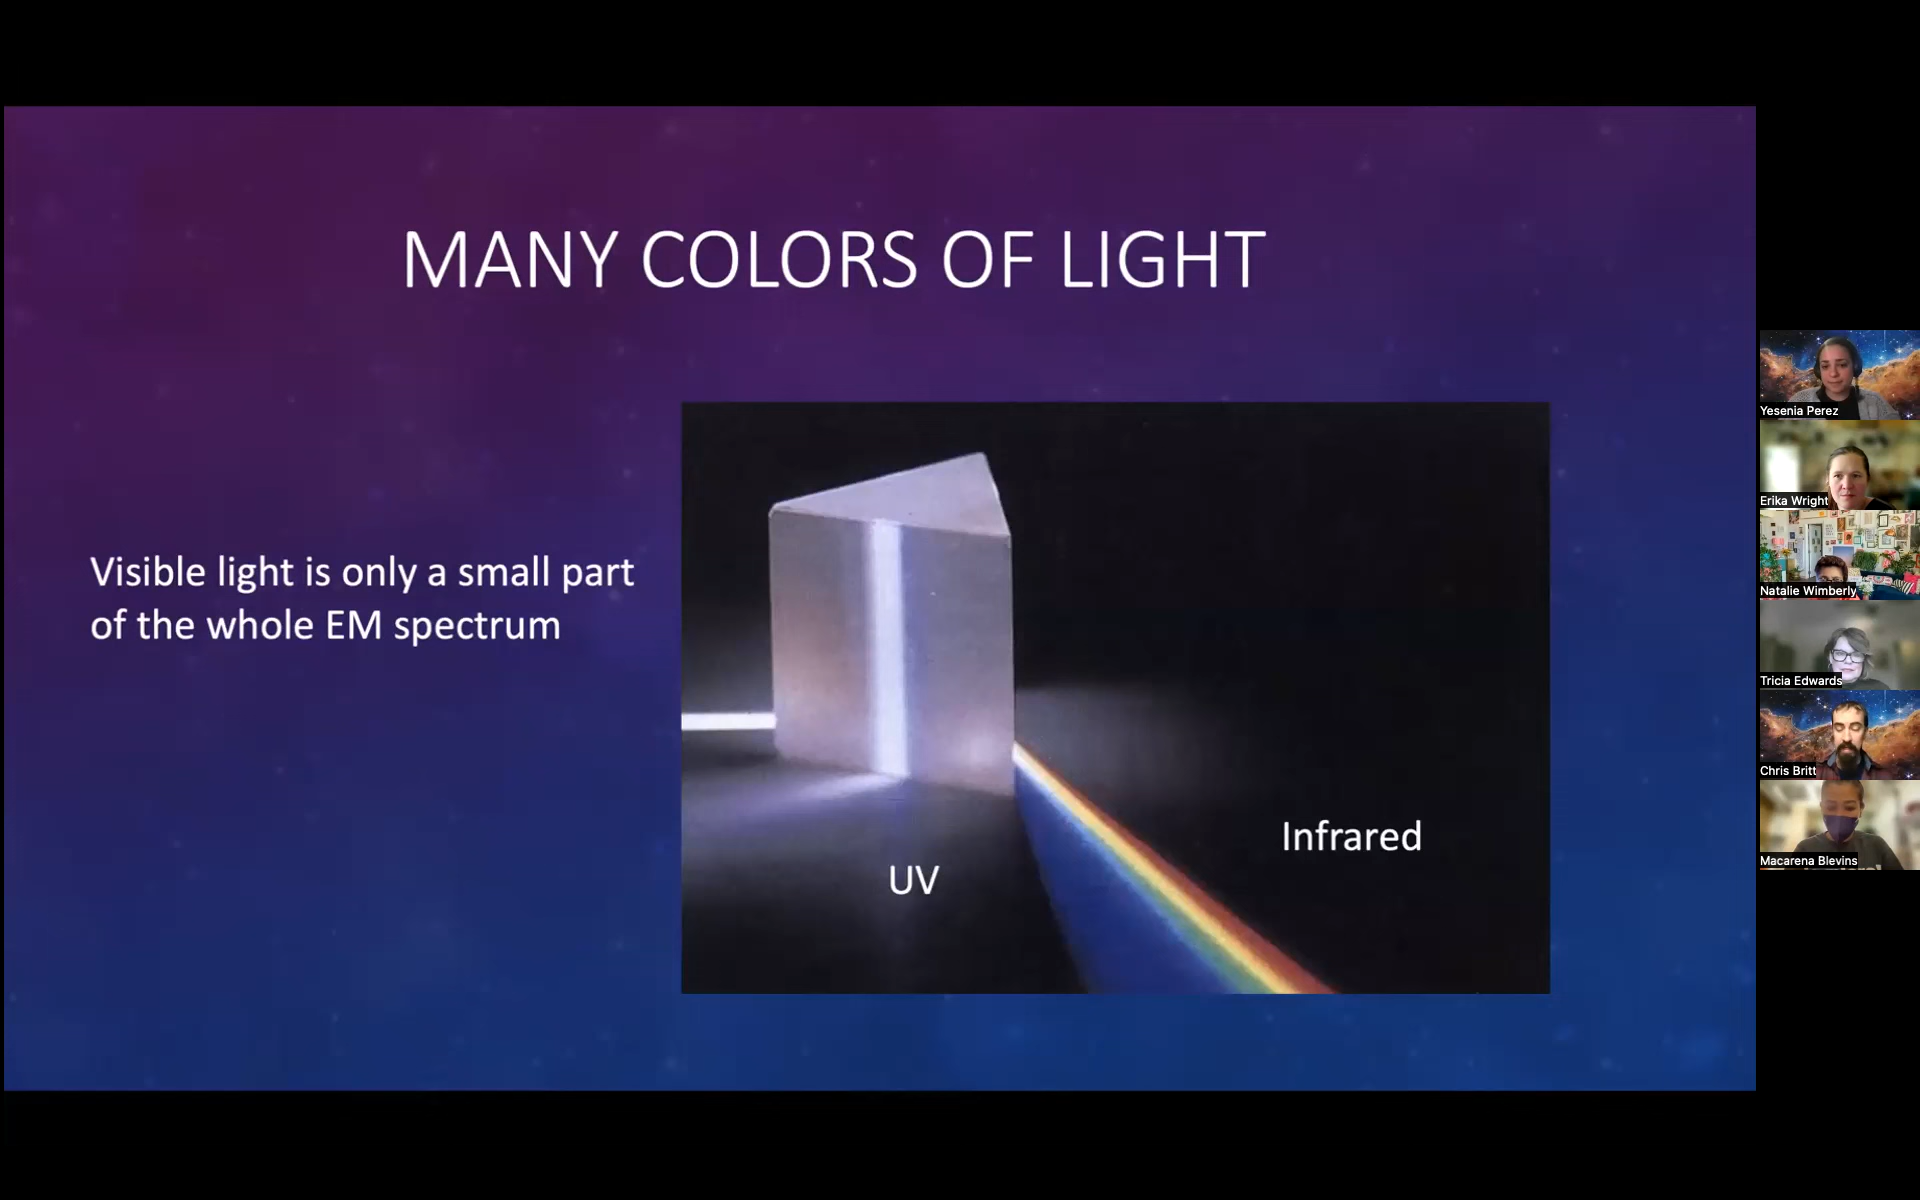 MANY COLORS OF LIGHT
Visible light is only a small part
of the whole EM spectrum
UV
Infrared
Yesenia Perez
Erika Wright
Natalie Wimberly
Tricia Edwards
Chris Britt
Macarena Blevins